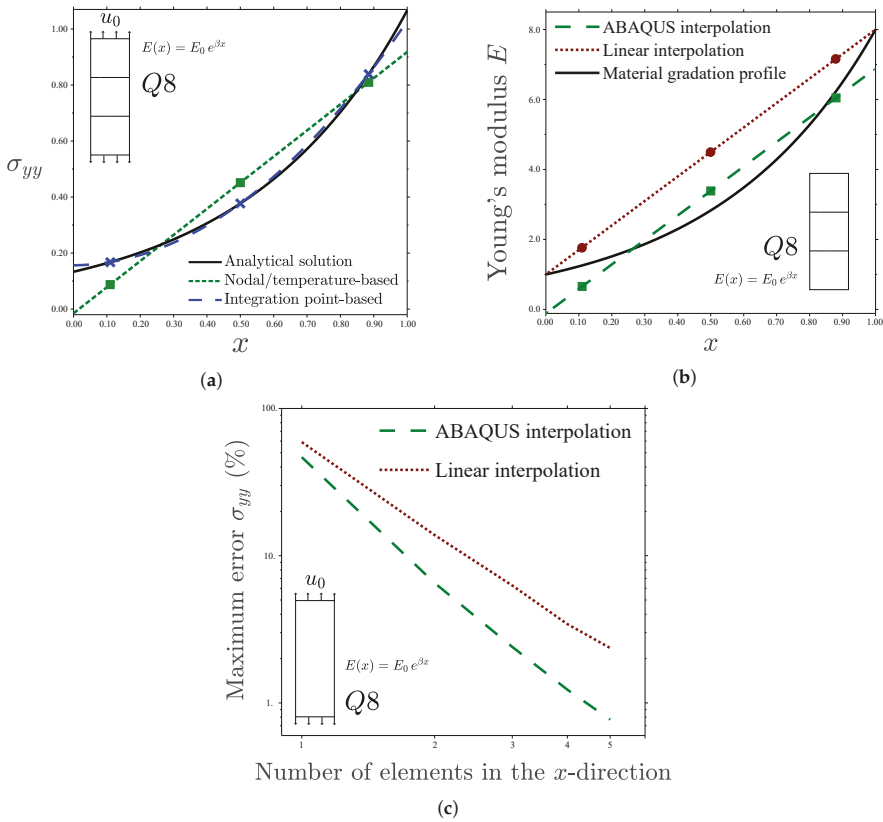 u₀
E(x) = E₀ e^{βx}
Q8
σ_yy
1.00
0.80
0.60
0.40
0.20
0.00
Analytical solution
Nodal/temperature-based
Integration point-based
0.00 0.10 0.20 0.30 0.40 0.50 0.60 0.70 0.80 0.90 1.00
x
(a)
Young's modulus E
8.0
6.0
4.0
2.0
0.0
ABAQUS interpolation
Linear interpolation
Material gradation profile
Q8
E(x) = E₀ e^{βx}
0.00 0.10 0.20 0.30 0.40 0.50 0.60 0.70 0.80 0.90 1.00
x
(b)
Maximum error σ_yy (%)
100.
10.
1.
ABAQUS interpolation
Linear interpolation
u₀
E(x) = E₀ e^{βx}
Q8
1 2 3 4 5
Number of elements in the x-direction
(c)